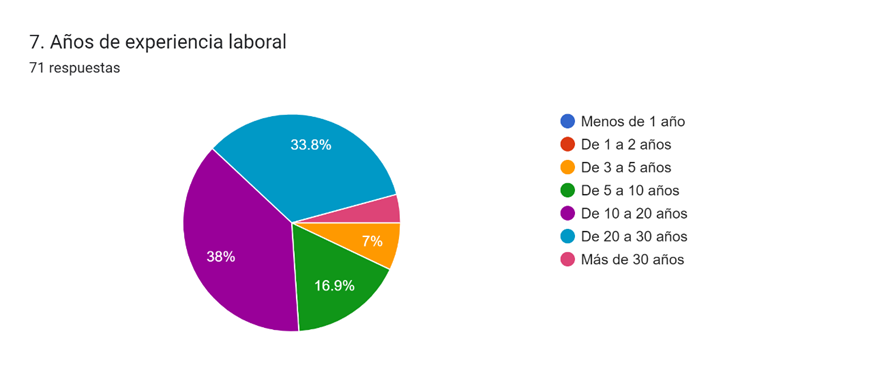 7. Años de experiencia laboral
71 respuestas
33.8%
38%
7%
16.9%
Menos de 1 año
De 1 a 2 años
De 3 a 5 años
De 5 a 10 años
De 10 a 20 años
De 20 a 30 años
Más de 30 años